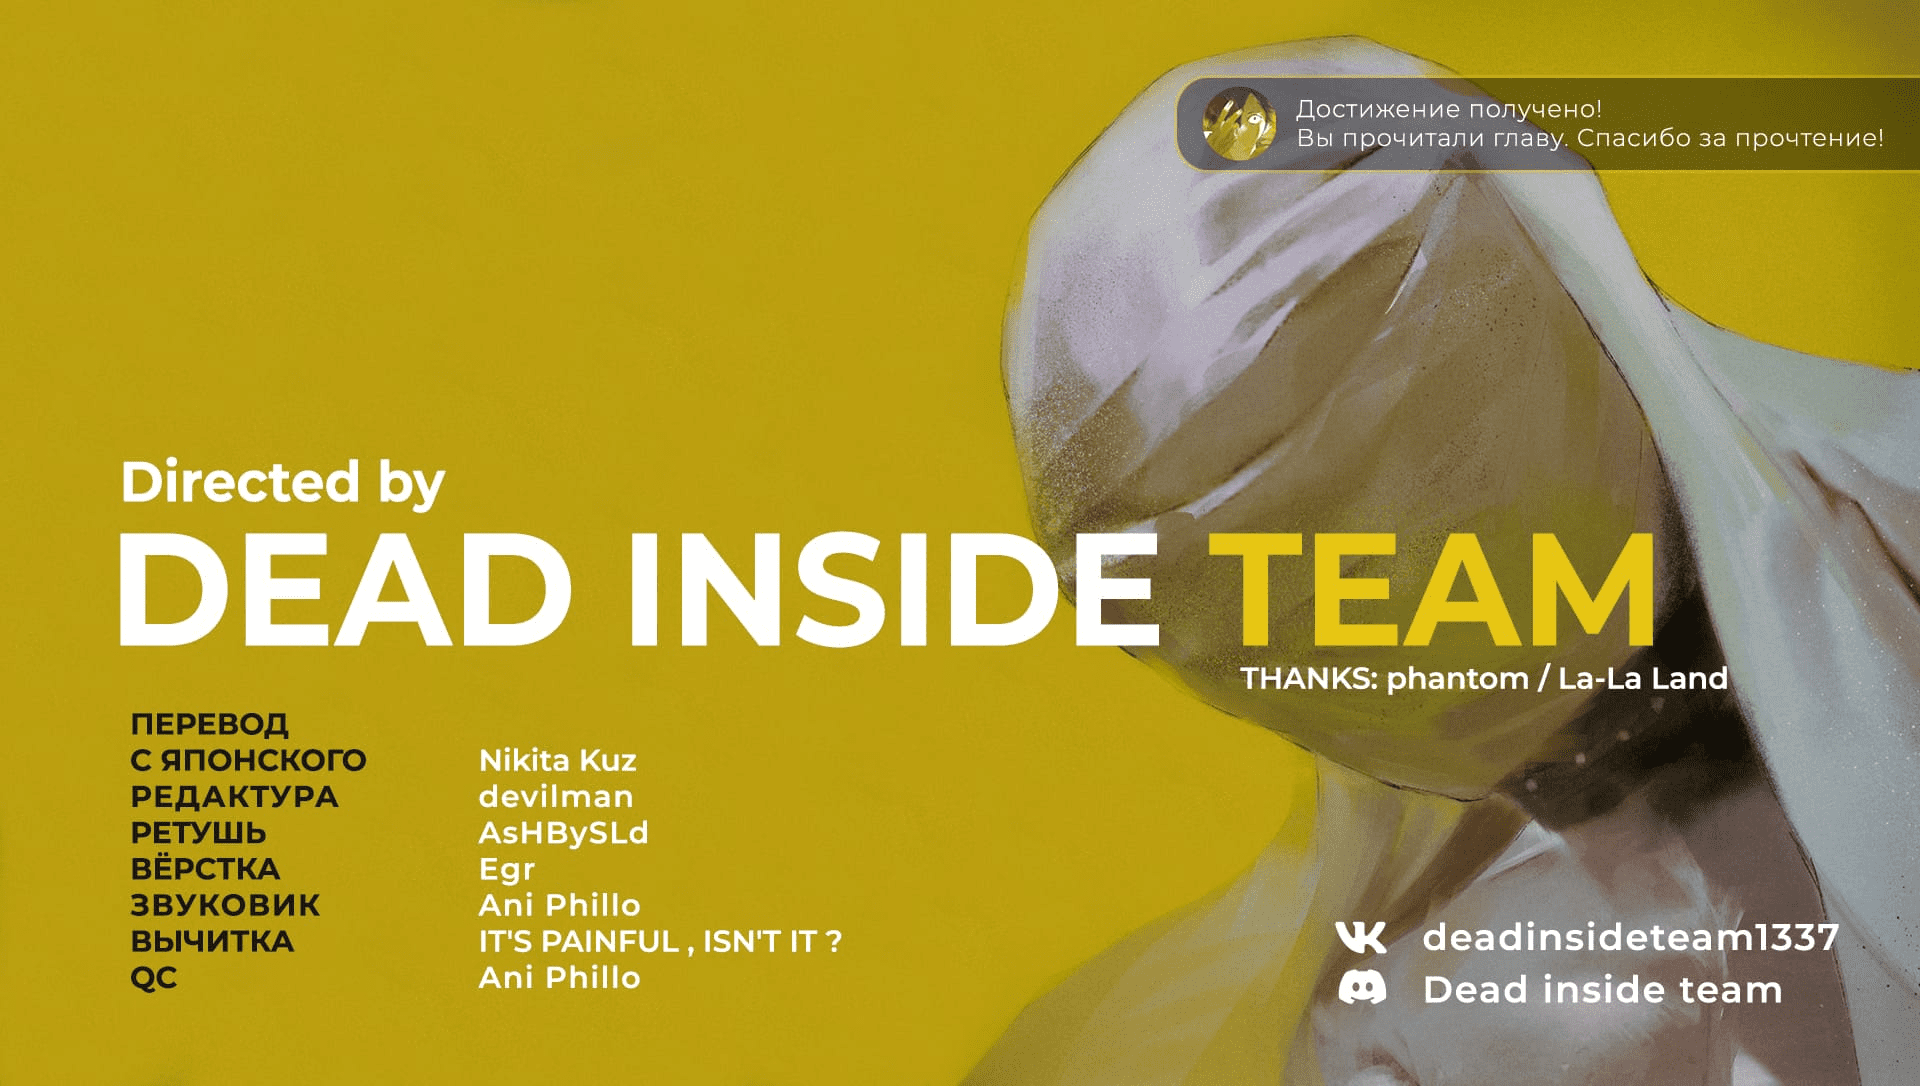 Достижение получено!
Вы прочитали главу. Спасибо за прочтение!
Directed by
DEAD INSIDE TEAM
THANKS: phantom / La-La Land
ПЕРЕВОД
С ЯПОНСКОГО Nikita Kuz
РЕДАКТУРА devilman
РЕТУШЬ AsHBySLd
ВЁРСТКА Egr
ЗВУКОВИК Ani Phillo
ВЫЧИТКА IT'S PAINFUL , ISN'T IT ?
QC Ani Phillo
deadinsideteam1337
Dead inside team